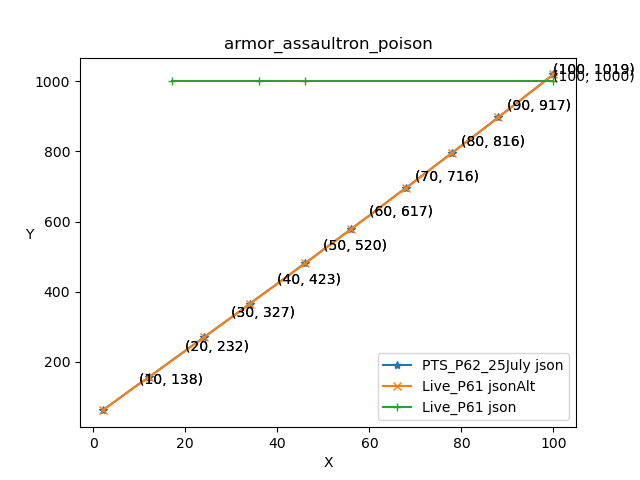 armor_assaultron_poison
Y
1000
800
600
400
200
(100, 1019)
(100, 1000)
(90, 917)
(80, 816)
(70, 716)
(60, 617)
(50, 520)
(40, 423)
(30, 327)
(20, 232)
(10, 138)
PTS_P62_25July json
Live_P61 jsonAlt
Live_P61 json
0 20 40 60 80 100
X